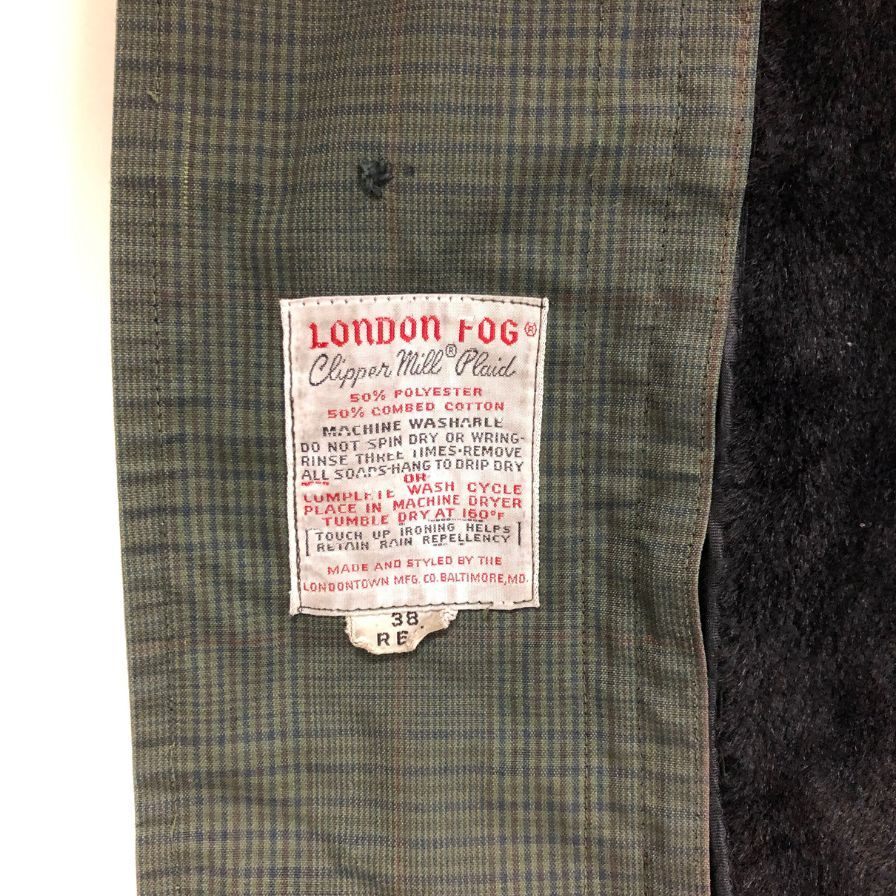 LONDON FOG®
Clipper Mill® Plaid
50% POLYESTER
50% COMBED COTTON
MACHINE WASHABLE
DO NOT SPIN DRY OR WRING-
RINSE THREE TIMES-REMOVE
ALL SOAPS-HANG TO DRIP DRY
OR
COMPLETE WASH CYCLE
PLACE IN MACHINE DRYER
TUMBLE DRY AT 160°F
TOUCH UP IRONING HELPS
RETAIN RAIN REPELLENCY
MADE AND STYLED BY THE
LONDONTOWN MFG. CO. BALTIMORE, MD.
38
RE